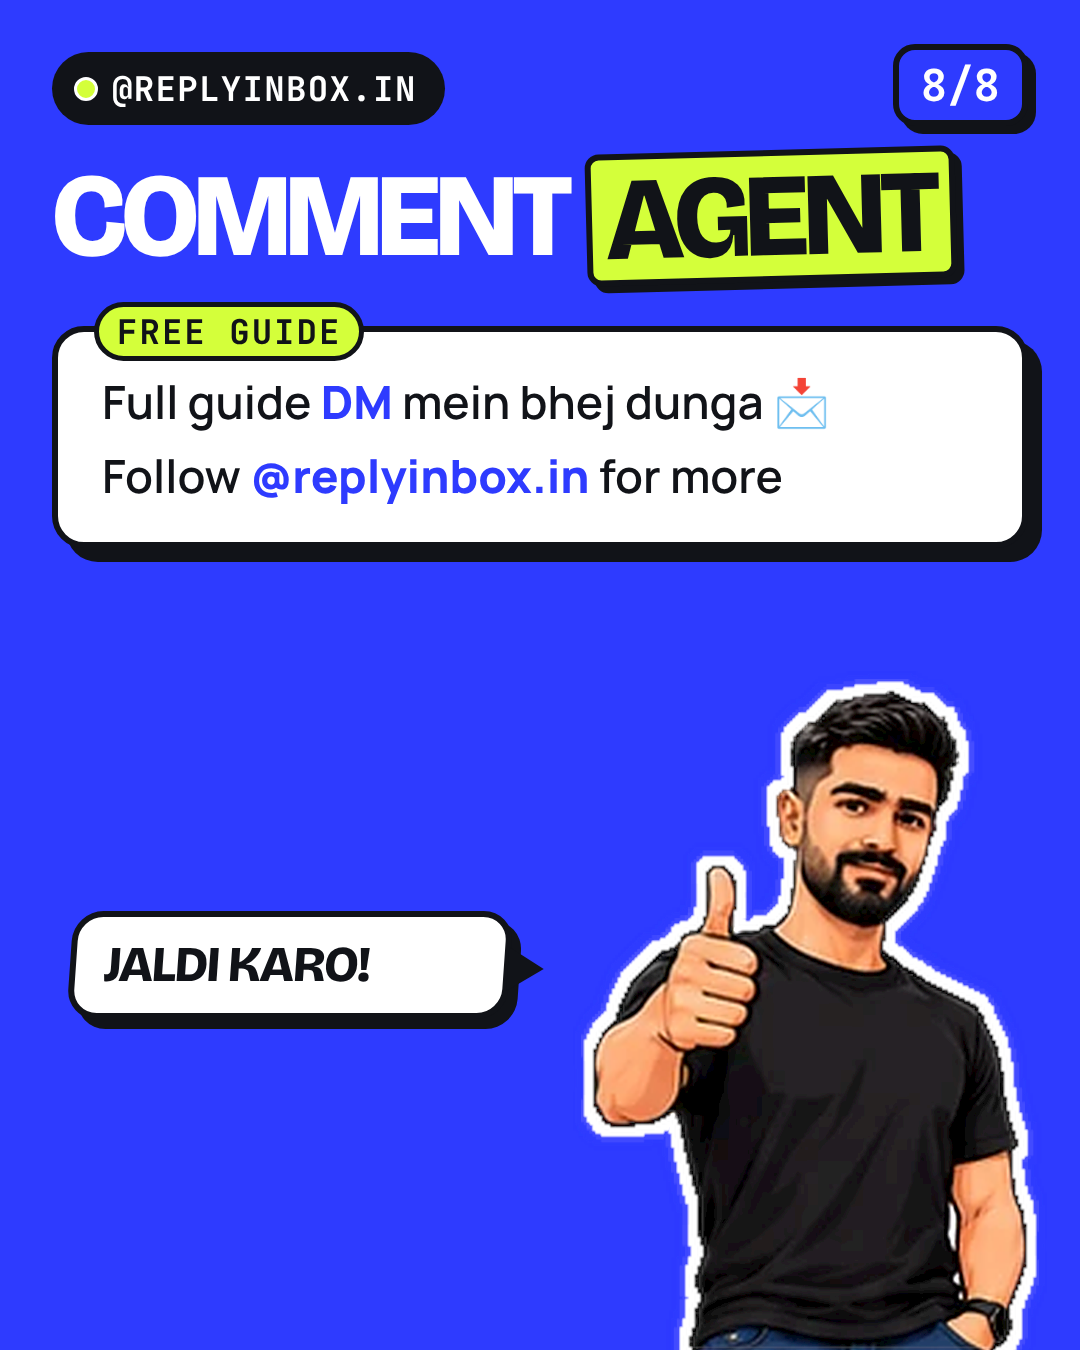 @REPLYINBOX.IN
8/8
COMMENT AGENT
FREE GUIDE
Full guide DM mein bhej dunga 📩
Follow @replyinbox.in for more
JALDI KARO!